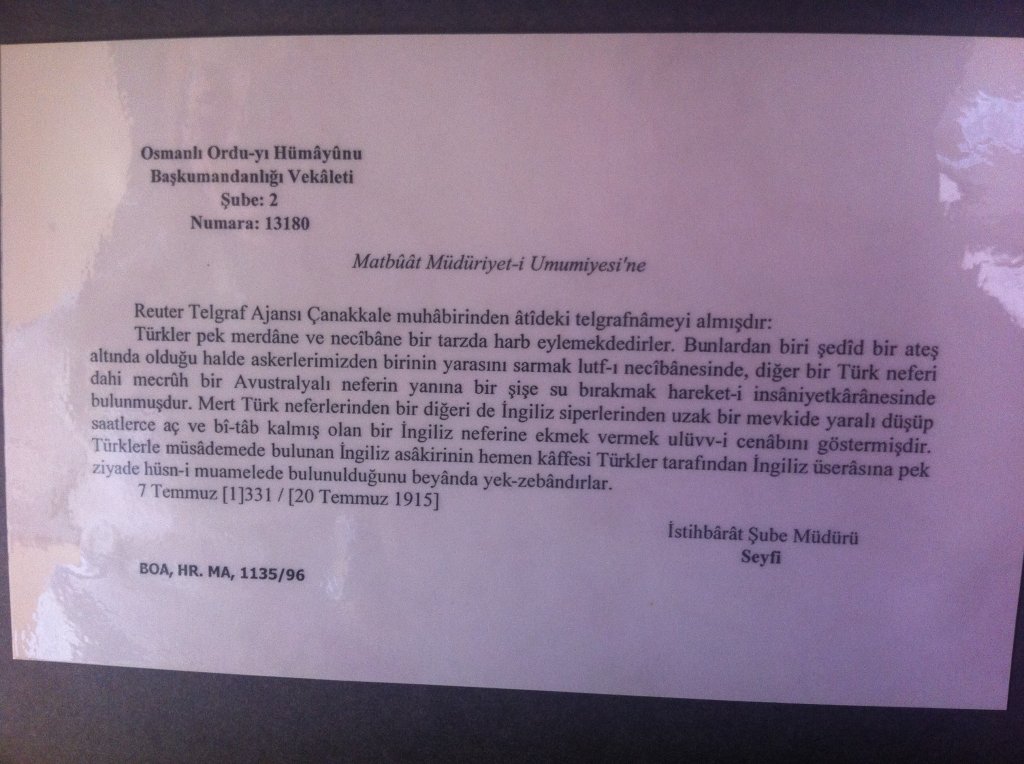 Osmanlı Ordu-yı Hümâyûnu
Başkumandanlığı Vekâleti
Şube: 2
Numara: 13180
Matbûât Müdüriyet-i Umumiyesi'ne
Reuter Telgraf Ajansı Çanakkale muhâbirinden âtîdeki telgrafnâmeyi almışdır:
Türkler pek merdâne ve necîbâne bir tarzda harb eylemekdedirler. Bunlardan biri şedîd bir ateş
altında olduğu halde askerlerimizden birinin yarasını sarmak lutf-ı necîbânesinde, diğer bir Türk neferi
dahi mecrûh bir Avustralyalı neferin yanına bir şişe su bırakmak hareket-i insâniyetkârânesinde
bulunmuşdur. Mert Türk neferlerinden bir diğeri de İngiliz siperlerinden uzak bir mevkide yaralı düşüp
saatlerce aç ve bî-tâb kalmış olan bir İngiliz neferine ekmek vermek ulüvv-i cenâbını göstermişdir.
Türklerle müsâdemede bulunan İngiliz asâkirinin hemen kâffesi Türkler tarafından İngiliz üserâsına pek
ziyade hüsn-i muamelede bulunulduğunu beyânda yek-zebândırlar.
7 Temmuz [1]331 / [20 Temmuz 1915]
İstihbârât Şube Müdürü
Seyfi
BOA, HR. MA, 1135/96